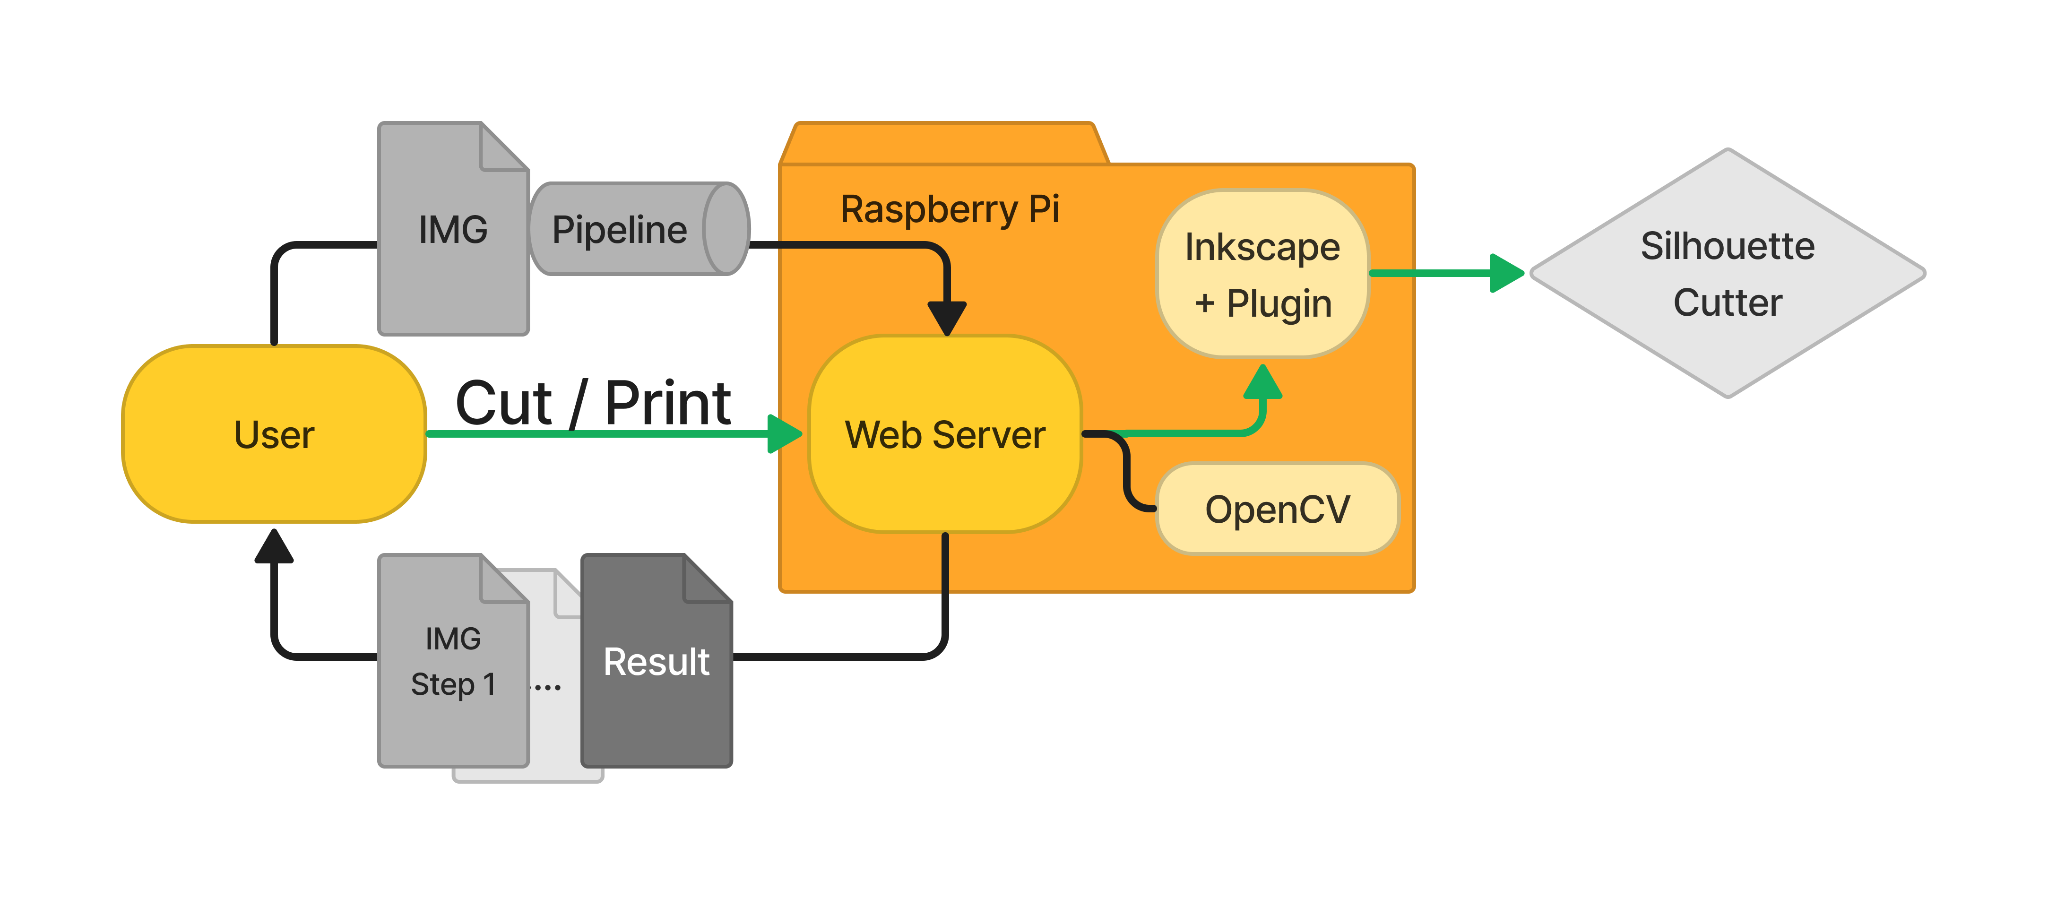 IMG
Pipeline
Raspberry Pi
Inkscape
+ Plugin
Silhouette
Cutter
User
Cut / Print
Web Server
OpenCV
IMG
Step 1
....
Result